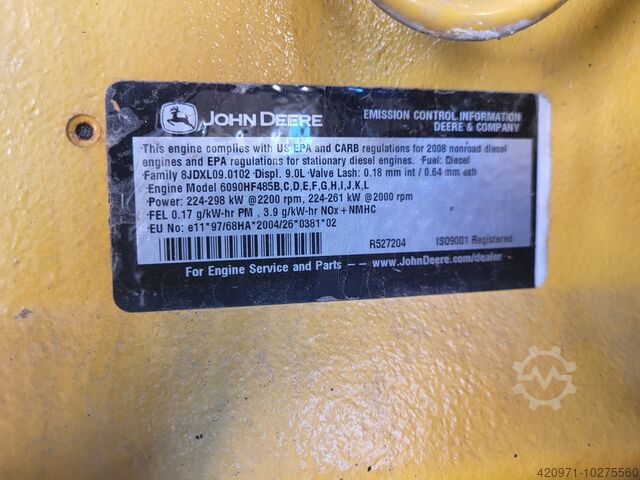 JOHN DEERE
EMISSION CONTROL INFORMATION
DEERE & COMPANY
This engine complies with US EPA and CARB regulations for 2008 nonroad diesel
engines and EPA regulations for stationary diesel engines. Fuel: Diesel
Family 8JDXL09.0102 Displ. 9.0L Valve Lash: 0.18 mm int / 0.64 mm exh
Engine Model 6090HF485B,C,D,E,F,G,H,I,J,K,L
Power: 224-298 kW @2200 rpm, 224-261 kW @2000 rpm
FEL 0.17 g/kW-hr PM , 3.9 g/kW-hr NOx+NMHC
EU No: e11*97/68HA*2004/26*0381*02
R527204 ISO9001 Registered
For Engine Service and Parts -- www.JohnDeere.com/dealer
420971-10275560